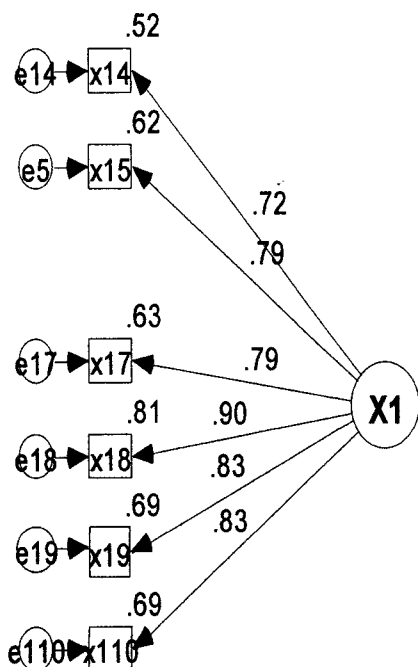 .52
e14 x14
.62
e5 x15
.72
.79
.63
e17 x17
.79
X1
.81
.90
e18 x18
.83
.69
e19 x19
.83
.69
e110 x110